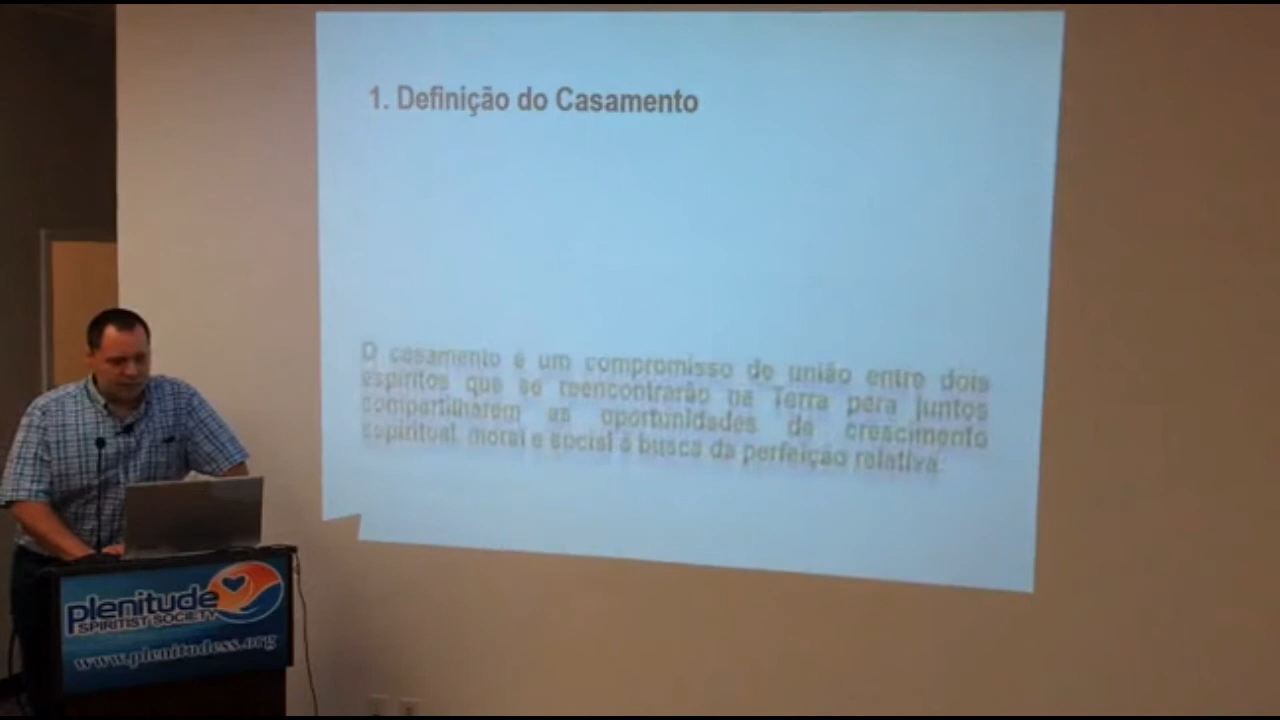 1. Definição do Casamento
O casamento é um compromisso de união entre dois
espíritos que se reencontrarão na Terra para juntos
compartilharem as oportunidades de crescimento
espiritual, moral e social à busca da perfeição relativa.
plenitude
SPIRITIST SOCIETY
www.plenitudess.org